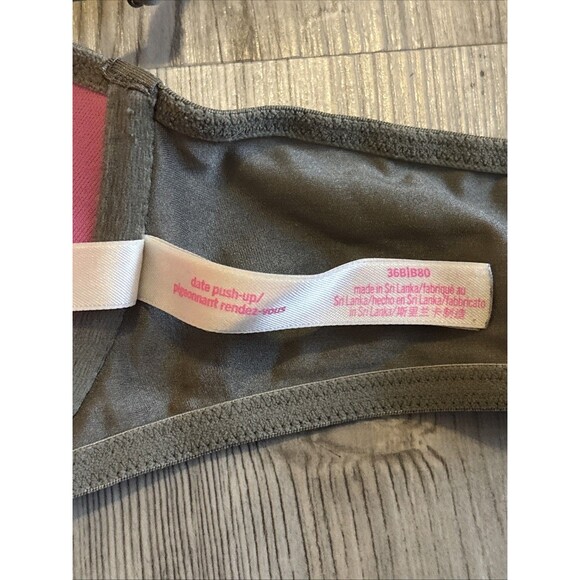 date push-up/
pigeonnant rendez-vous
36B|B80
made in Sri Lanka/fabriqué au
Sri Lanka/hecho en Sri Lanka/fabbricato
in Sri Lanka/斯里兰卡制造